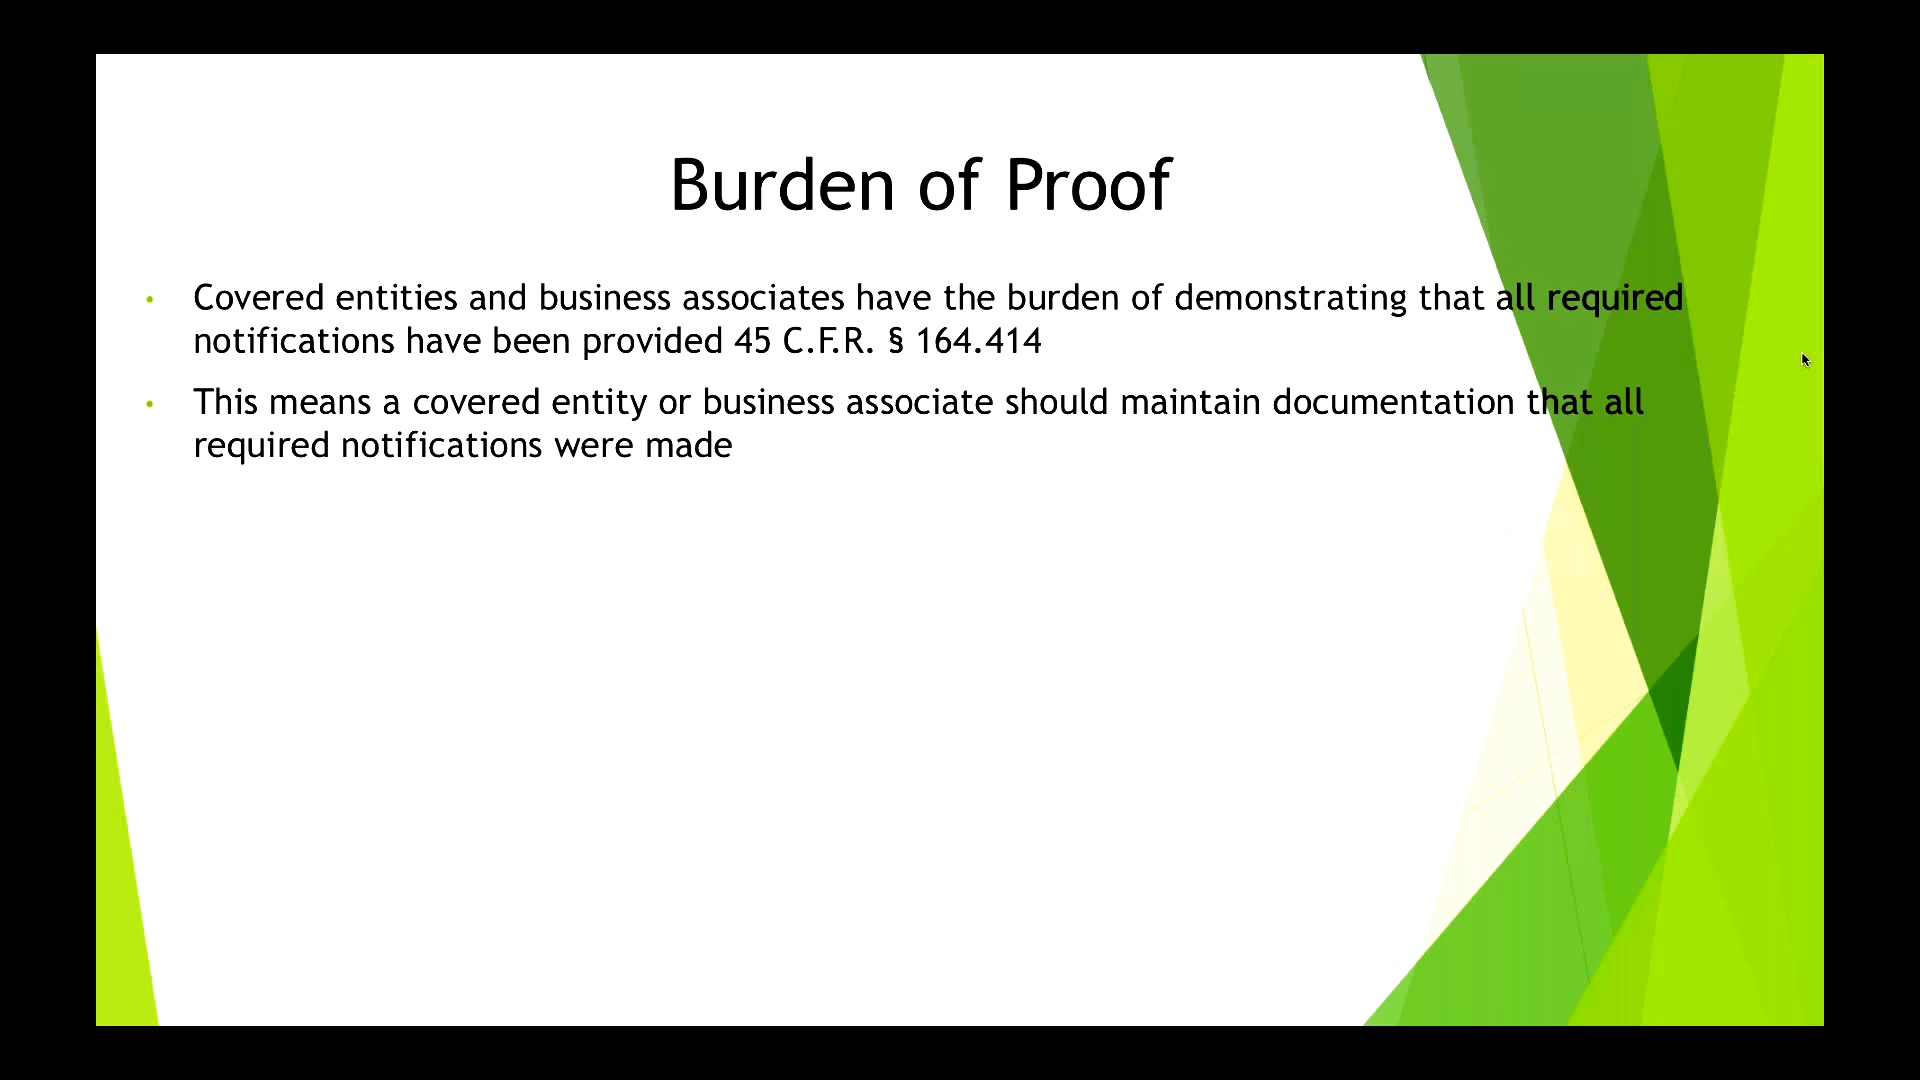 Burden of Proof
• Covered entities and business associates have the burden of demonstrating that all required
notifications have been provided 45 C.F.R. § 164.414
• This means a covered entity or business associate should maintain documentation that all
required notifications were made